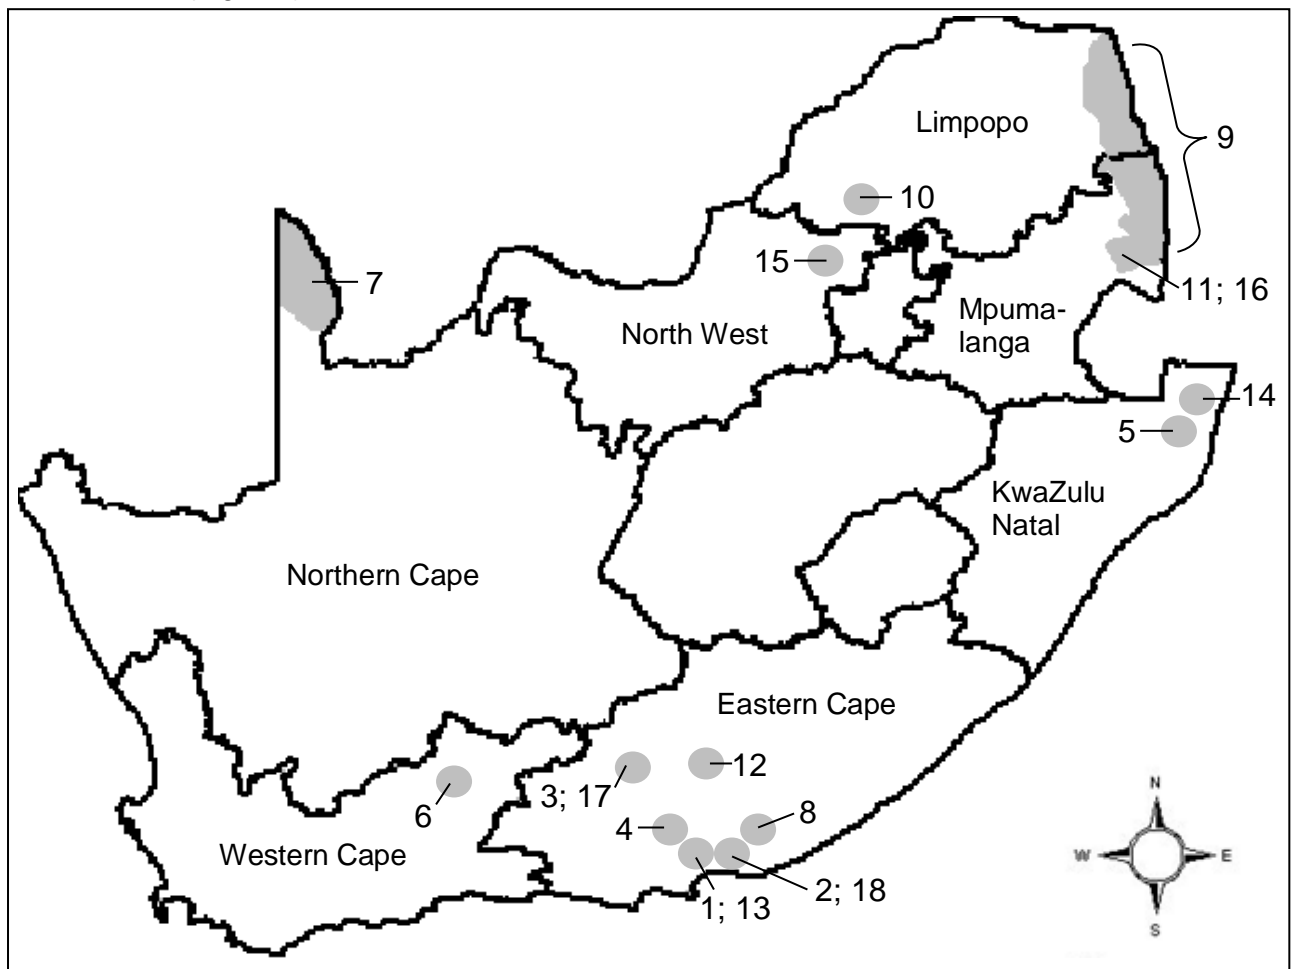 Limpopo
9
10
15
7
11; 16
North West
Mpuma-
langa
14
5
KwaZulu
Natal
Northern Cape
Eastern Cape
12
3; 17
6
4
8
Western Cape
1; 13
2; 18
N
W
E
S